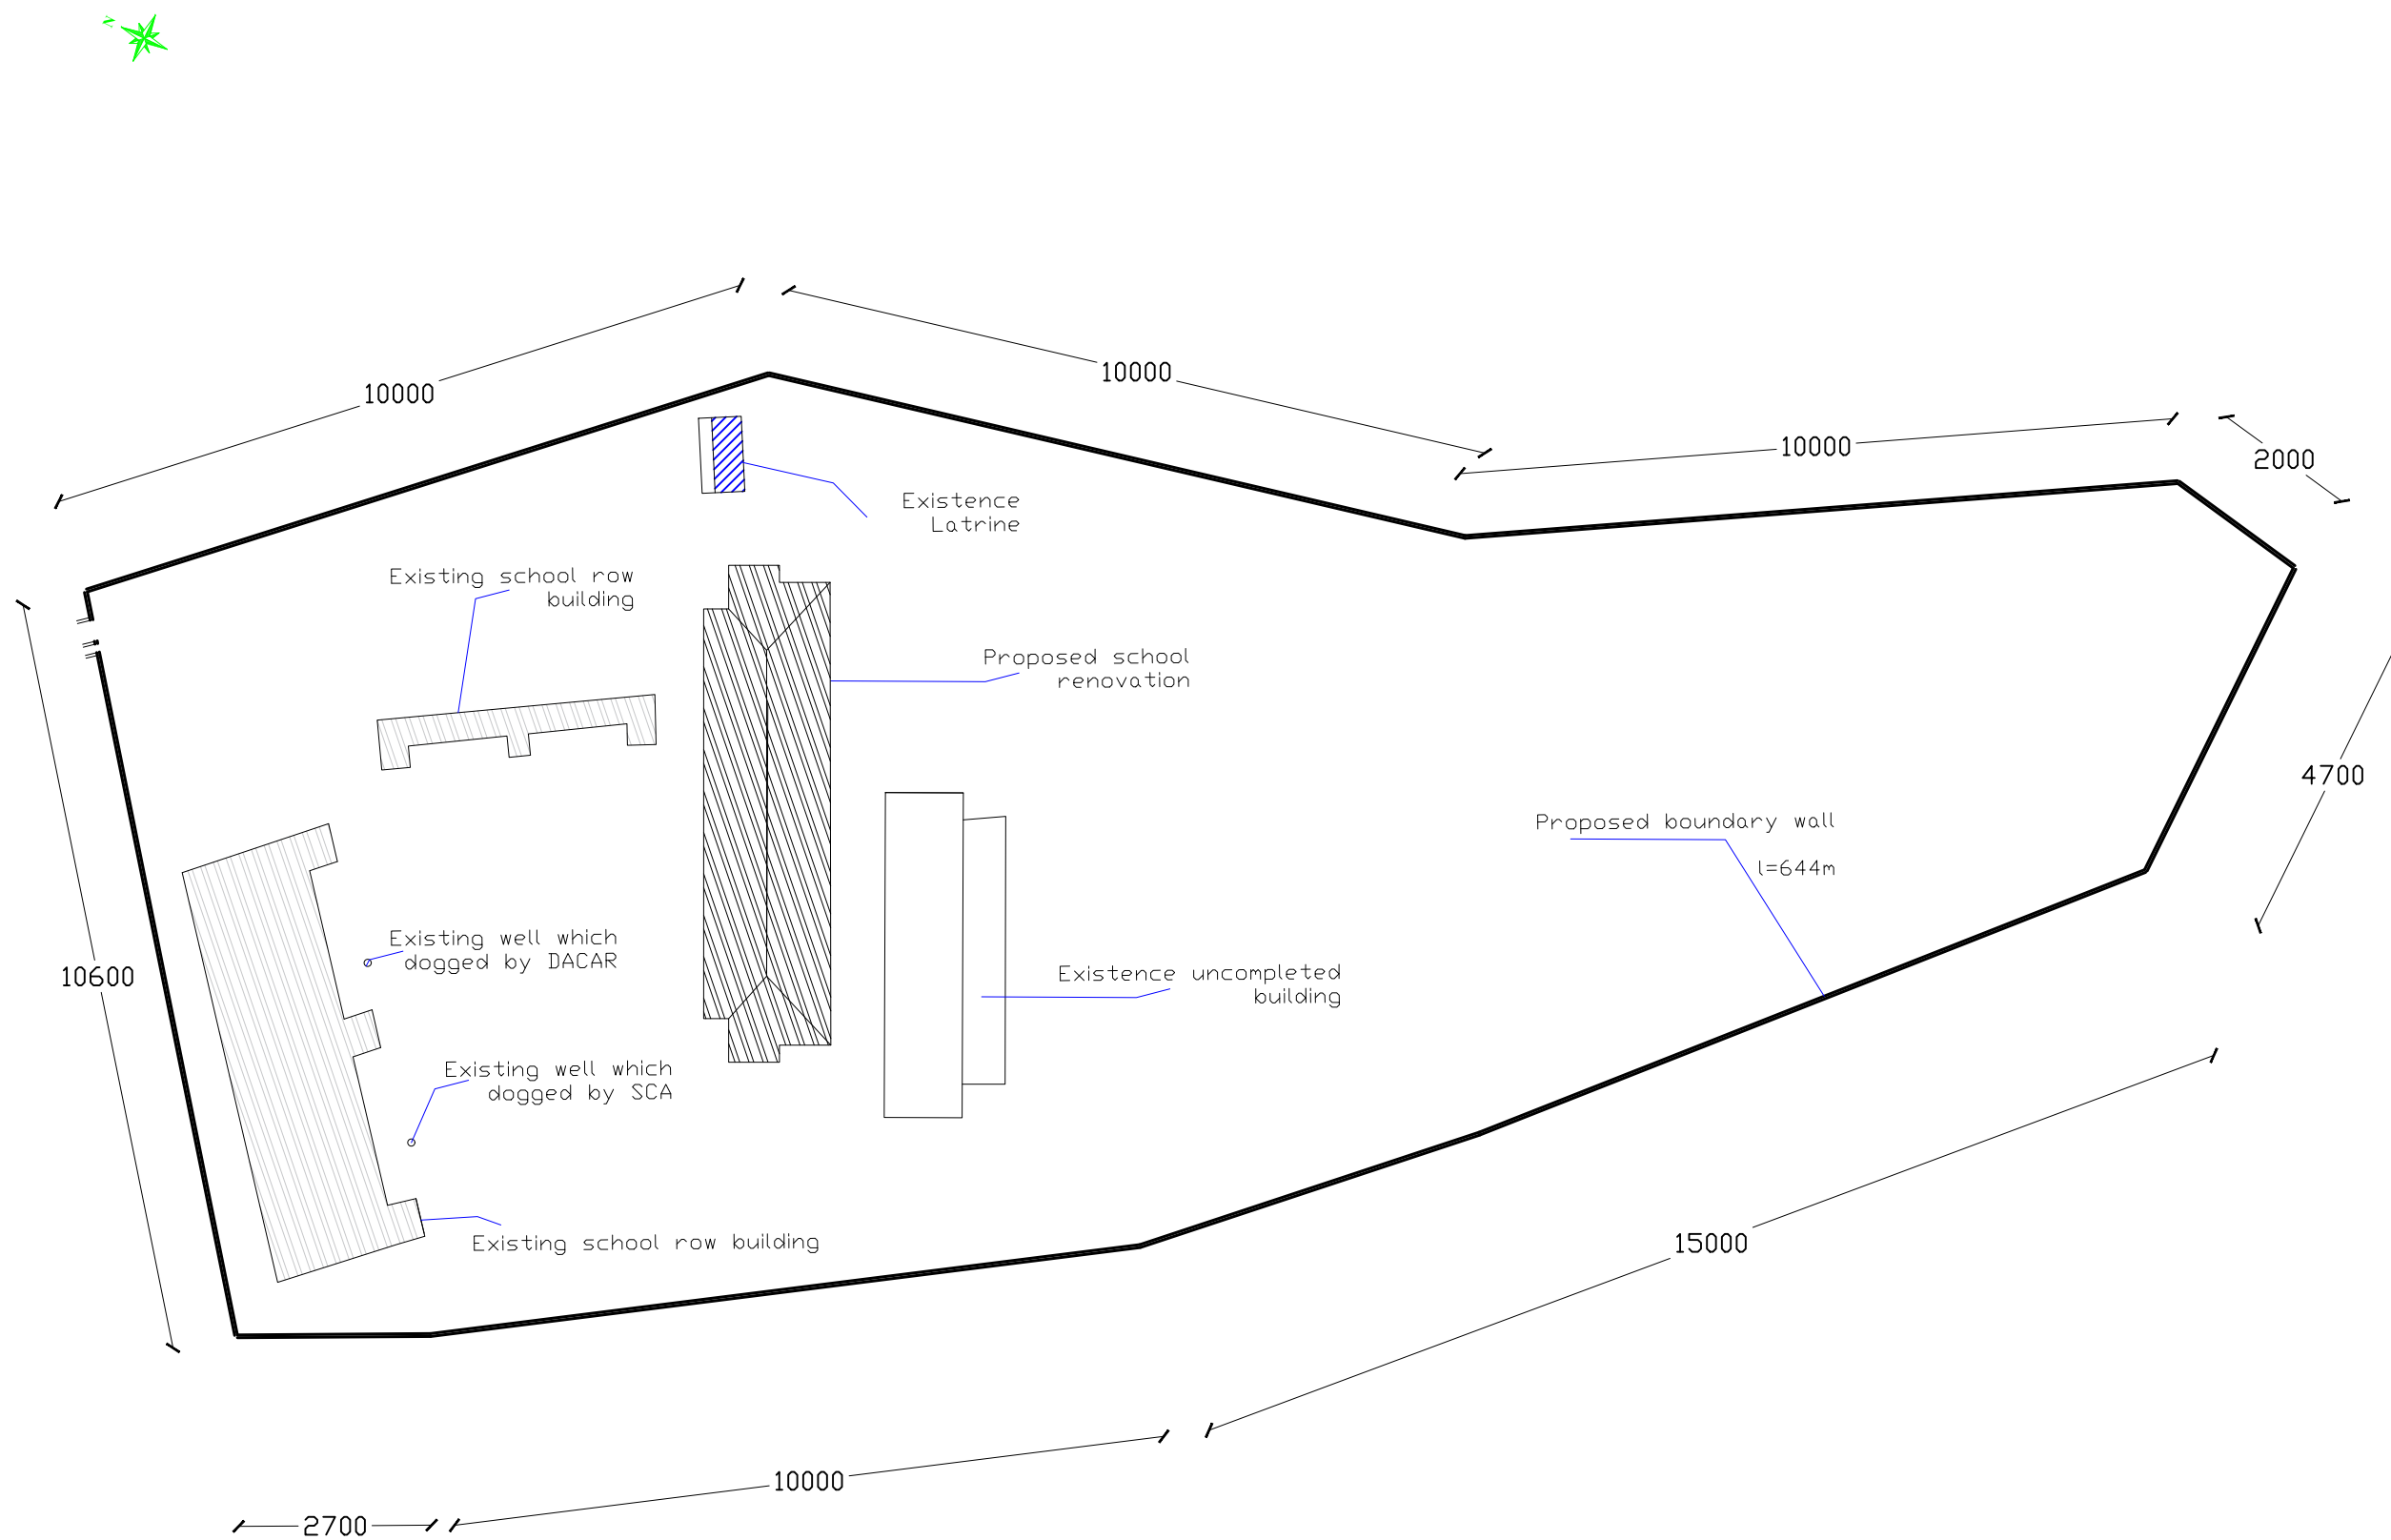 N
10000
10000
10000
2000
Existence
Latrine
Existing school row
building
Proposed school
renovation
4700
Proposed boundary wall
l=644m
Existing well which
dogged by DACAR
10600
Existence uncompleted
building
Existing well which
dogged by SCA
Existing school row building
15000
10000
2700